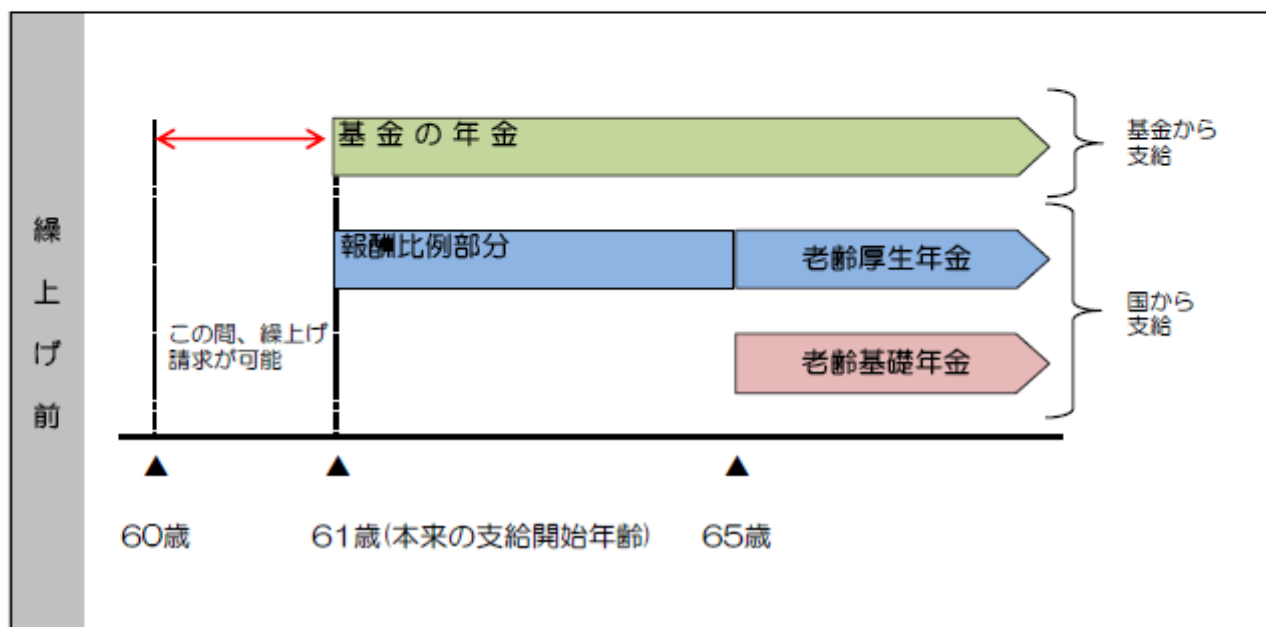 繰上げ前
基金の年金
基金から
支給
報酬比例部分
老齢厚生年金
国から
支給
この間、繰上げ
請求が可能
老齢基礎年金
▲ ▲ ▲
60歳 61歳(本来の支給開始年齢) 65歳